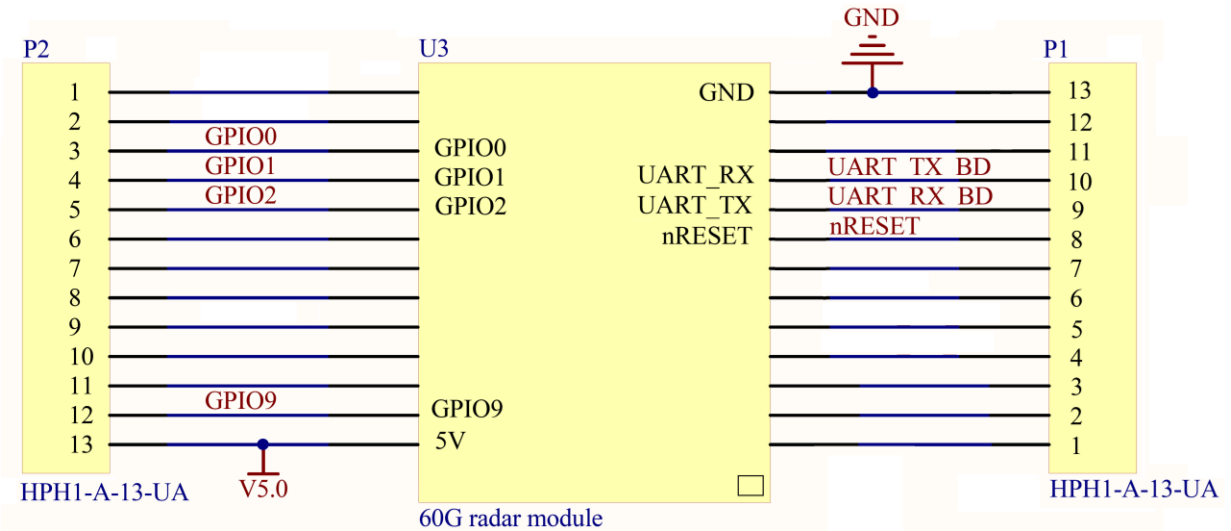 GND
P2
U3
P1
1
GND
13
2
12
GPIO0
3
GPIO0
11
GPIO1
4
GPIO1
UART_RX
UART_TX_BD
10
GPIO2
5
GPIO2
UART_TX
UART_RX_BD
9
6
nRESET
nRESET
8
7
7
8
6
9
5
10
4
11
3
GPIO9
12
GPIO9
2
13
5V
1
HPH1-A-13-UA
V5.0
HPH1-A-13-UA
60G radar module